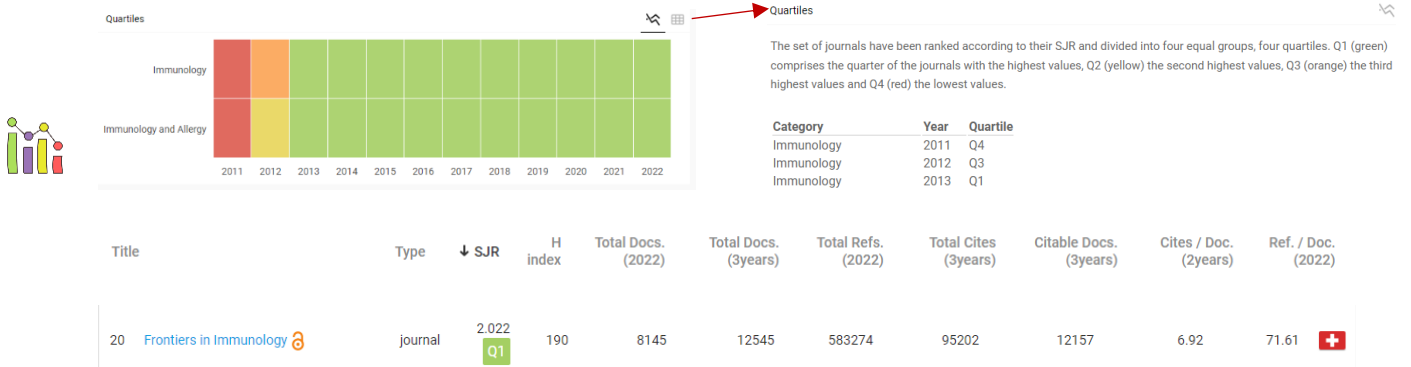 Quartiles
Immunology
Immunology and Allergy
2011 2012 2013 2014 2015 2016 2017 2018 2019 2020 2021 2022
Quartiles
The set of journals have been ranked according to their SJR and divided into four equal groups, four quartiles. Q1 (green)
comprises the quarter of the journals with the highest values, Q2 (yellow) the second highest values, Q3 (orange) the third
highest values and Q4 (red) the lowest values.
Category Year Quartile
Immunology 2011 Q4
Immunology 2012 Q3
Immunology 2013 Q1
Title Type SJR H index Total Docs. (2022) Total Docs. (3years) Total Refs. (2022) Total Cites (3years) Citable Docs. (3years) Cites / Doc. (2years) Ref. / Doc. (2022)
20 Frontiers in Immunology journal 2.022 Q1 190 8145 12545 583274 95202 12157 6.92 71.61